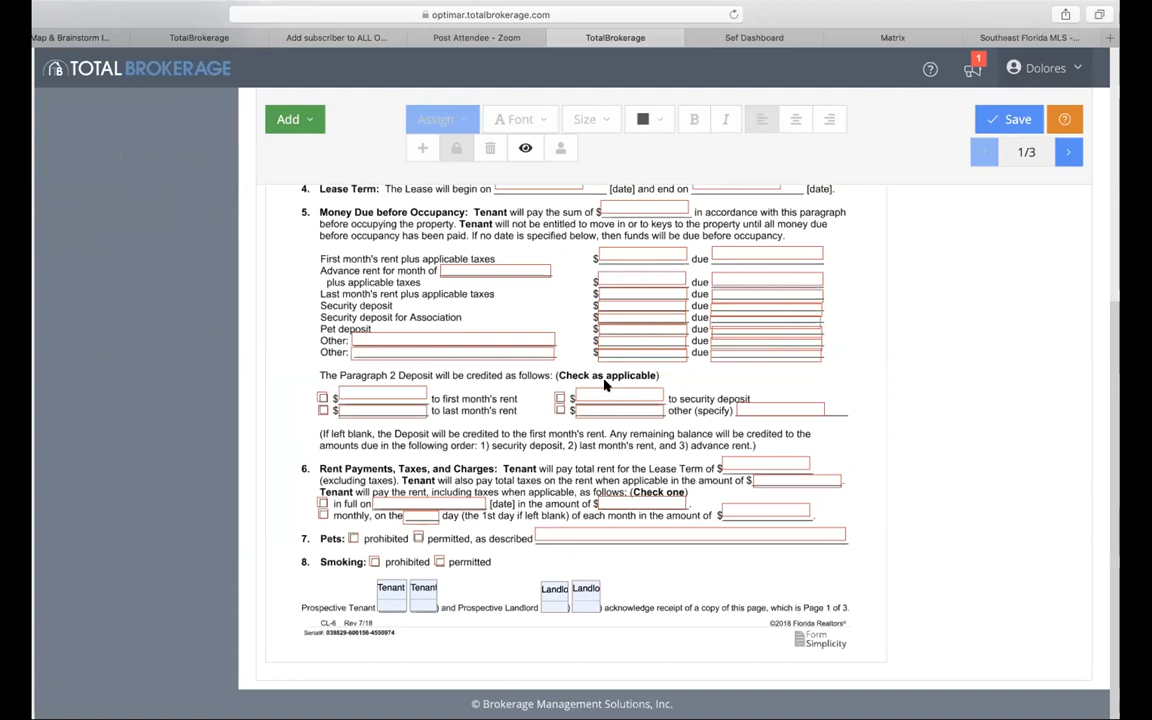 optimar.totalbrokerage.com
Map & Brainstorm I...
TotalBrokerage
Add subscriber to ALL O...
Post Attendee - Zoom
TotalBrokerage
Sef Dashboard
Matrix
Southeast Florida MLS -...
TOTALBROKERAGE
1
Dolores
Add
Assign
A Font
Size
B
I
Save
1/3
4. Lease Term: The Lease will begin on [date] and end on [date].
5. Money Due before Occupancy: Tenant will pay the sum of $ in accordance with this paragraph
before occupying the property. Tenant will not be entitled to move in or to keys to the property until all money due
before occupancy has been paid. If no date is specified below, then funds will be due before occupancy.
First month's rent plus applicable taxes $ due
Advance rent for month of
plus applicable taxes $ due
Last month's rent plus applicable taxes $ due
Security deposit $ due
Security deposit for Association $ due
Pet deposit $ due
Other: $ due
Other: $ due
The Paragraph 2 Deposit will be credited as follows: (Check as applicable)
$ to first month's rent $ to security deposit
$ to last month's rent $ other (specify)
(If left blank, the Deposit will be credited to the first month's rent. Any remaining balance will be credited to the
amounts due in the following order: 1) security deposit, 2) last month's rent, and 3) advance rent.)
6. Rent Payments, Taxes, and Charges: Tenant will pay total rent for the Lease Term of $
(excluding taxes). Tenant will also pay total taxes on the rent when applicable in the amount of $ .
Tenant will pay the rent, including taxes when applicable, as follows: (Check one)
in full on [date] in the amount of $ .
monthly, on the day (the 1st day if left blank) of each month in the amount of $ .
7. Pets: prohibited permitted, as described
8. Smoking: prohibited permitted
Tenant Tenant Landlo Landlo
Prospective Tenant ) and Prospective Landlord ) acknowledge receipt of a copy of this page, which is Page 1 of 3.
CL-6 Rev 7/18 ©2018 Florida Realtors®
Serial#: 039829-600156-4550974
Form
Simplicity
© Brokerage Management Solutions, Inc.